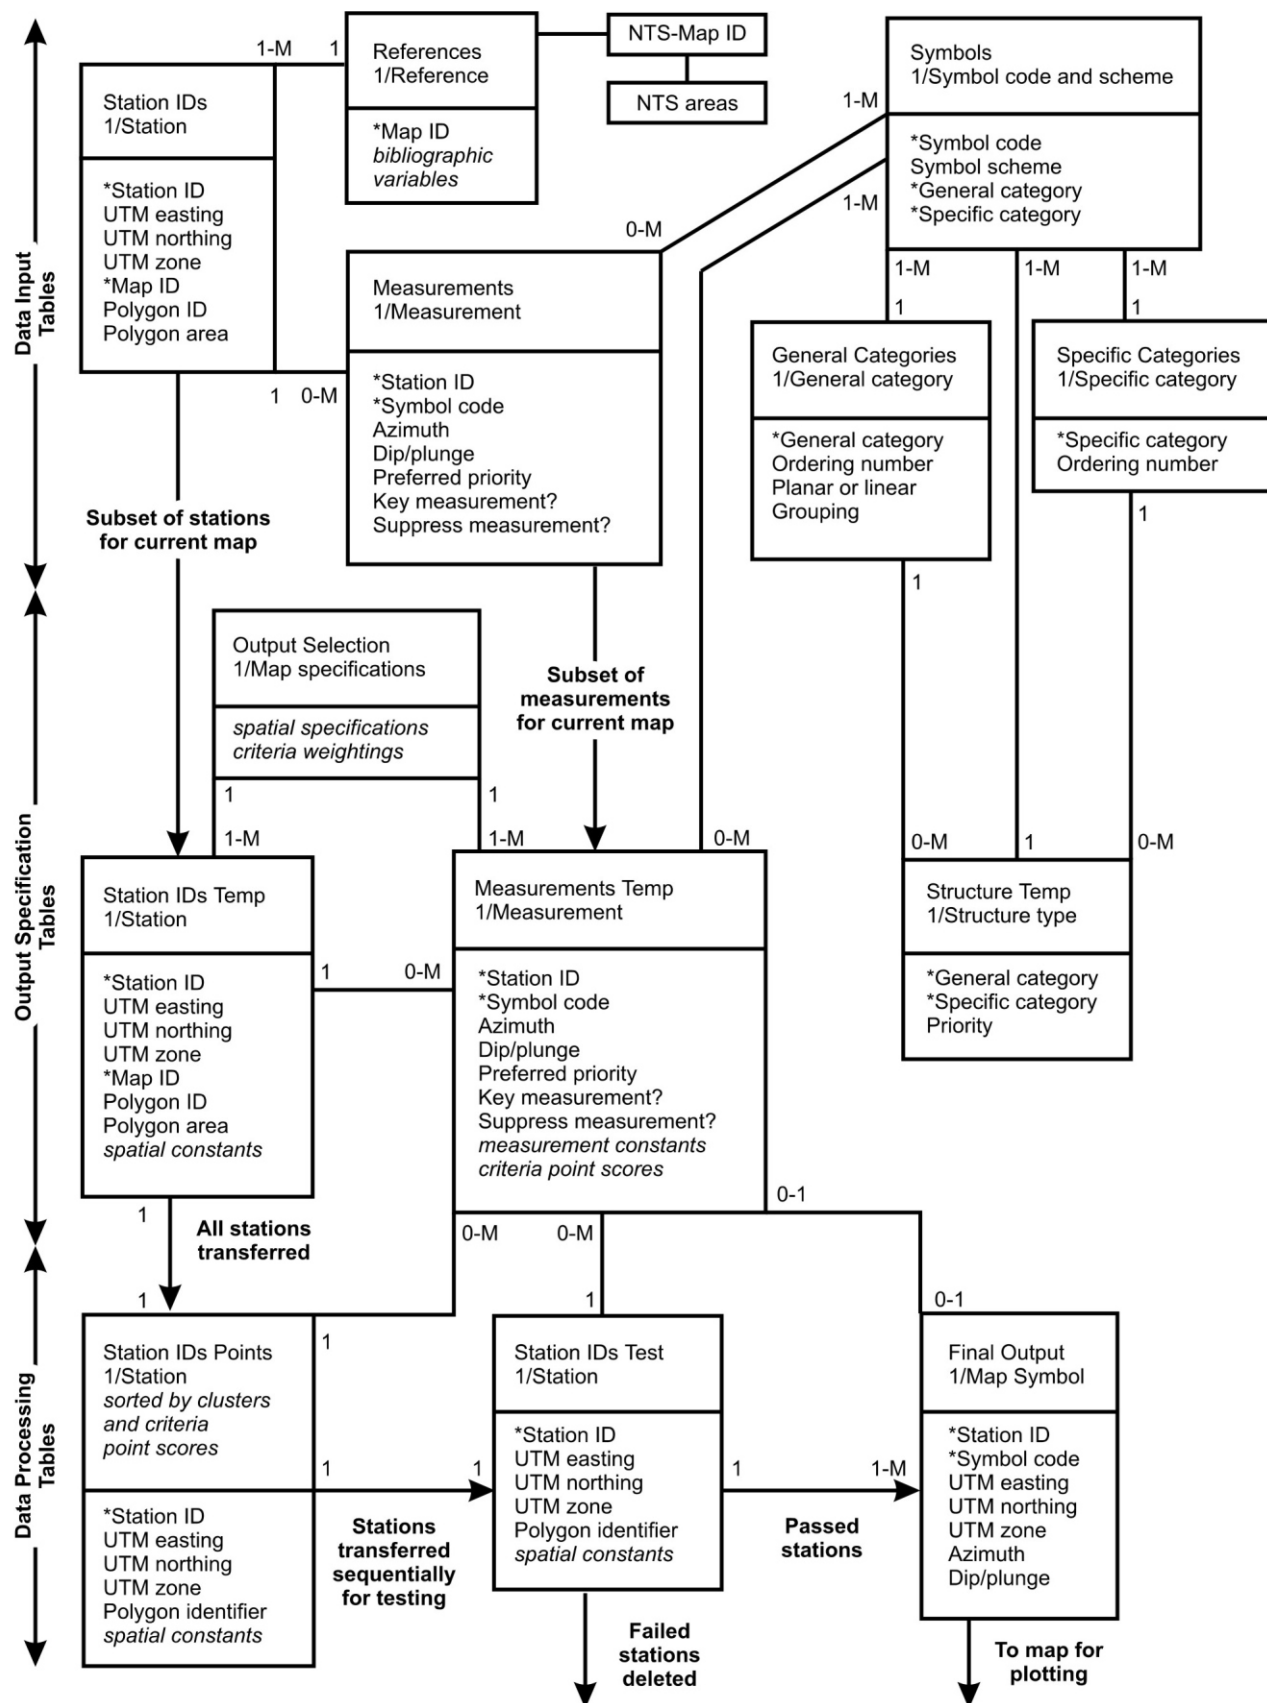 Data Input
Tables
Output Specification
Tables
Data Processing
Tables
Station IDs
1/Station
*Station ID
UTM easting
UTM northing
UTM zone
*Map ID
Polygon ID
Polygon area
1-M
1
References
1/Reference
*Map ID
bibliographic
variables
NTS-Map ID
NTS areas
Symbols
1/Symbol code and scheme
*Symbol code
Symbol scheme
*General category
*Specific category
1-M
1-M
0-M
Measurements
1/Measurement
*Station ID
*Symbol code
Azimuth
Dip/plunge
Preferred priority
Key measurement?
Suppress measurement?
1
0-M
1-M
1-M
1-M
1
1
General Categories
1/General category
*General category
Ordering number
Planar or linear
Grouping
Specific Categories
1/Specific category
*Specific category
Ordering number
1
1
Subset of stations
for current map
Output Selection
1/Map specifications
spatial specifications
criteria weightings
Subset of
measurements
for current map
1
1
1-M
1-M
0-M
0-M
1
0-M
Station IDs Temp
1/Station
*Station ID
UTM easting
UTM northing
UTM zone
*Map ID
Polygon ID
Polygon area
spatial constants
1
0-M
Measurements Temp
1/Measurement
*Station ID
*Symbol code
Azimuth
Dip/plunge
Preferred priority
Key measurement?
Suppress measurement?
measurement constants
criteria point scores
Structure Temp
1/Structure type
*General category
*Specific category
Priority
1
All stations
transferred
0-M
0-M
0-1
1
1
1
0-1
Station IDs Points
1/Station
sorted by clusters
and criteria
point scores
*Station ID
UTM easting
UTM northing
UTM zone
Polygon identifier
spatial constants
1
1
Stations
transferred
sequentially
for testing
Station IDs Test
1/Station
*Station ID
UTM easting
UTM northing
UTM zone
Polygon identifier
spatial constants
1
1-M
Passed
stations
Final Output
1/Map Symbol
*Station ID
*Symbol code
UTM easting
UTM northing
UTM zone
Azimuth
Dip/plunge
Failed
stations
deleted
To map for
plotting